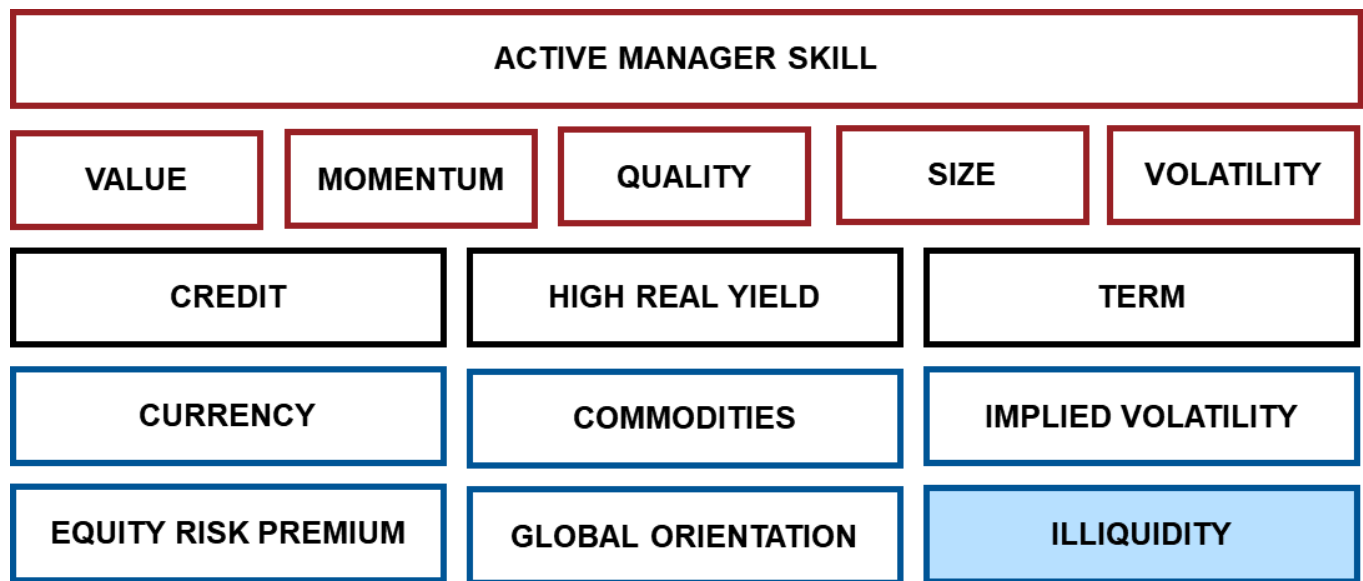 ACTIVE MANAGER SKILL
VALUE
MOMENTUM
QUALITY
SIZE
VOLATILITY
CREDIT
HIGH REAL YIELD
TERM
CURRENCY
COMMODITIES
IMPLIED VOLATILITY
EQUITY RISK PREMIUM
GLOBAL ORIENTATION
ILLIQUIDITY